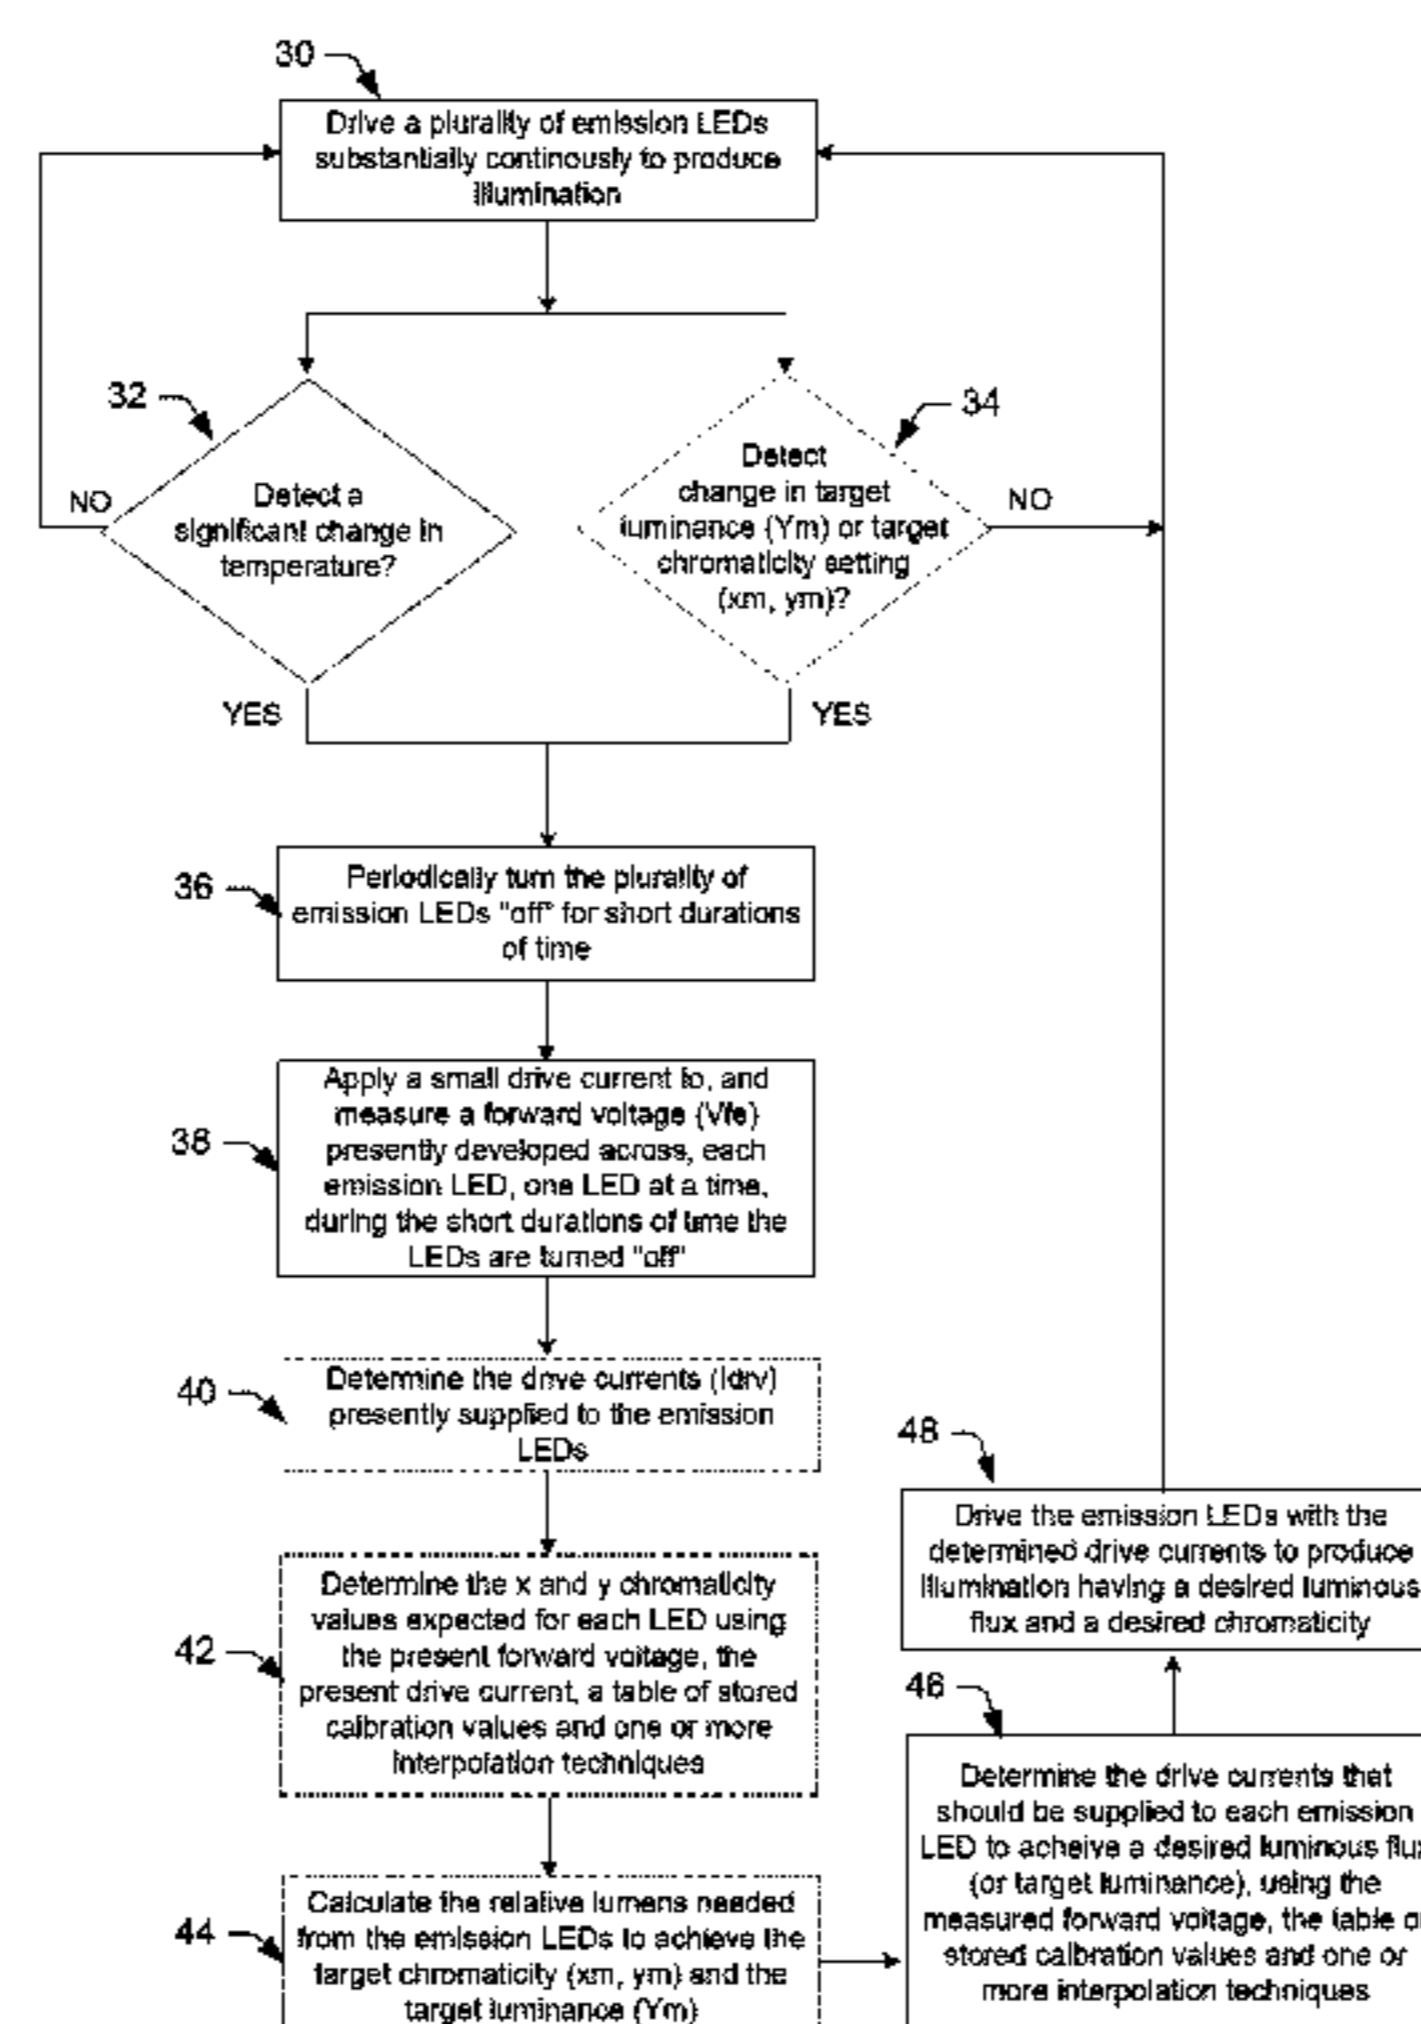 30
Drive a plurality of emission LEDs
substantially continously to produce
illumination
32
NO
Detect a
significant change in
temperature?
YES
34
Detect
change in target
luminance (Ym) or target
chromaticity setting
(xm, ym)?
NO
YES
36
Periodically turn the plurality of
emission LEDs "off" for short durations
of time
38
Apply a small drive current to, and
measure a forward voltage (Vfe)
presently developed across, each
emission LED, one LED at a time,
during the short durations of time the
LEDs are turned "off"
40
Determine the drive currents (Idrv)
presently supplied to the emission
LEDs
42
Determine the x and y chromaticity
values expected for each LED using
the present forward voltage, the
present drive current, a table of stored
calbration values and one or more
interpolation techniques
44
Calculate the relative lumens needed
from the emission LEDs to achieve the
target chromaticity (xm, ym) and the
target luminance (Ym)
46
Determine the drive currents that
should be supplied to each emission
LED to acheive a desired luminous flux
(or target luminance), using the
measured forward voltage, the table
stored calbration values and one or
more interpolation techniques
48
Drive the emission LEDs with the
determined drive currents to produce
illumination having a desired luminous
flux and a desired chromaticity